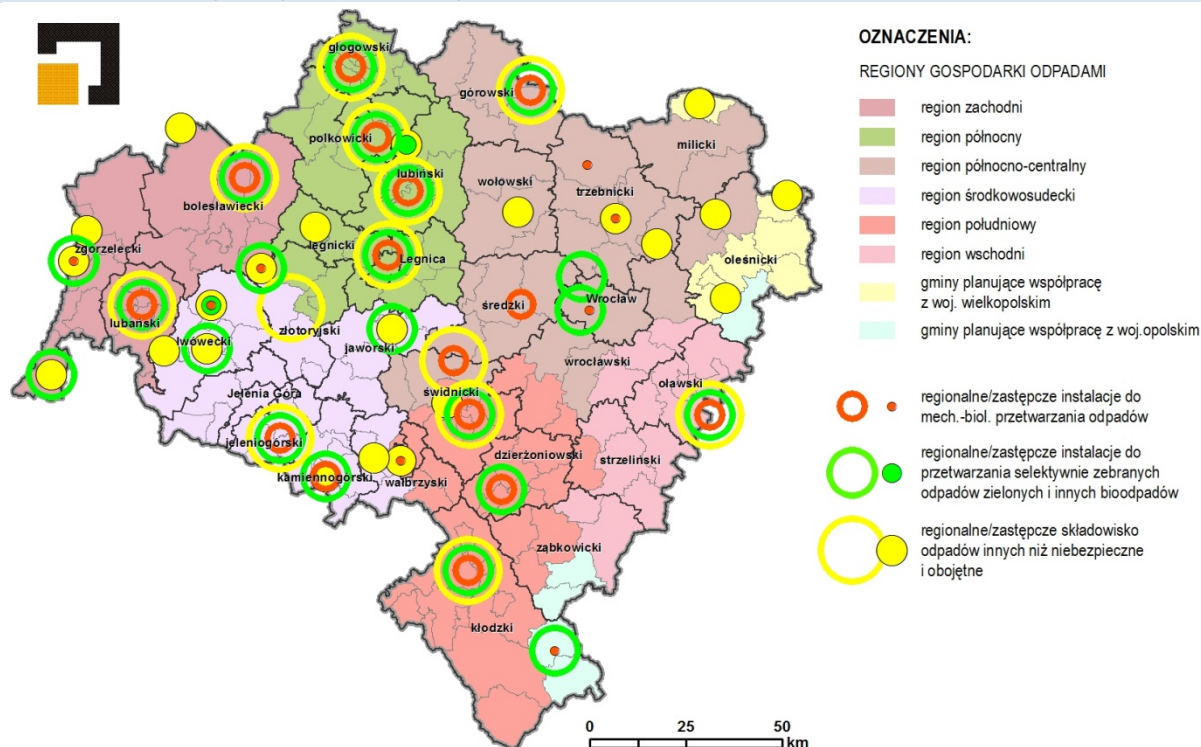 OZNACZENIA:
REGIONY GOSPODARKI ODPADAMI
region zachodni
region północny
region północno-centralny
region środkowosudecki
region południowy
region wschodni
gminy planujące współpracę
z woj. wielkopolskim
gminy planujące współpracę z woj.opolskim
regionalne/zastępcze instalacje do
mech.-biol. przetwarzania odpadów
regionalne/zastępcze instalacje do
przetwarzania selektywnie zebranych
odpadów zielonych i innych bioodpadów
regionalne/zastępcze składowisko
odpadów innych niż niebezpieczne
i obojętne
głogowski
górowski
polkowicki
milicki
lubiński
wołowski
trzebnicki
bolesławiecki
zgorzelecki
legnicki
Legnica
oleśnicki
lubański
złotoryjski
średzki
Wrocław
lwówecki
jaworski
wrocławski
Jelenia Góra
świdnicki
oławski
jeleniogórski
dzierżoniowski
strzeliński
kamiennogórski
wałbrzyski
ząbkowicki
kłodzki
0 25 50
km